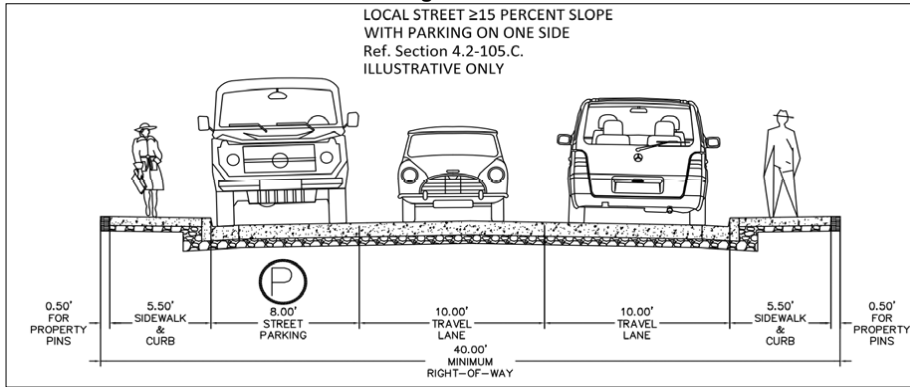 LOCAL STREET ≥15 PERCENT SLOPE
WITH PARKING ON ONE SIDE
Ref. Section 4.2-105.C.
ILLUSTRATIVE ONLY
P
0.50'
FOR
PROPERTY
PINS
5.50'
SIDEWALK
&
CURB
8.00'
STREET
PARKING
10.00'
TRAVEL
LANE
10.00'
TRAVEL
LANE
5.50'
SIDEWALK
&
CURB
0.50'
FOR
PROPERTY
PINS
40.00'
MINIMUM
RIGHT-OF-WAY